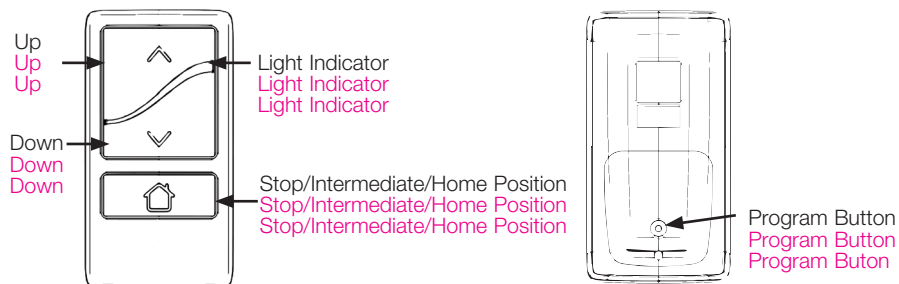 Up
Up
Up
Light Indicator
Light Indicator
Light Indicator
Down
Down
Down
Stop/Intermediate/Home Position
Stop/Intermediate/Home Position
Stop/Intermediate/Home Position
Program Button
Program Button
Program Buton